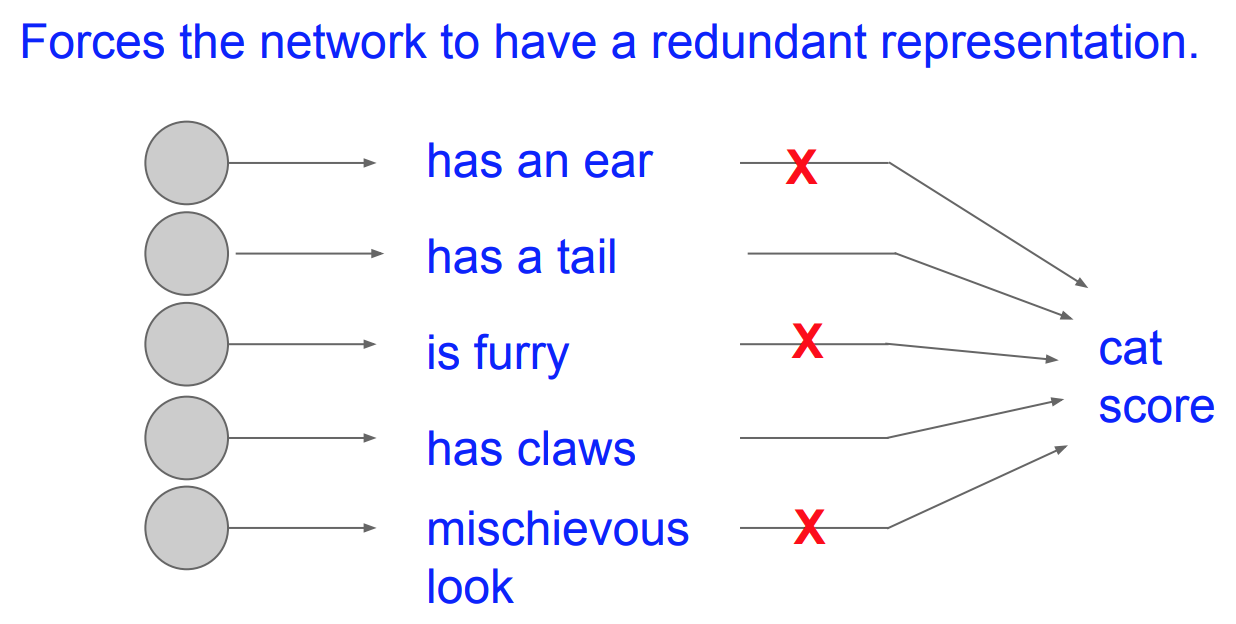 Forces the network to have a redundant representation.
has an ear
X
has a tail
is furry
X
cat
score
has claws
mischievous
look
X